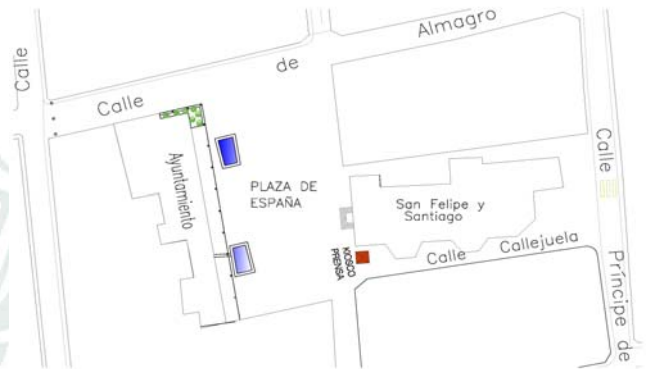 Calle
Calle
de
Almagro
Ayuntamiento
PLAZA DE
ESPAÑA
San Felipe y
Santiago
KIOSCO
PRENSA
Calle
Callejuela
Calle
Príncipe de